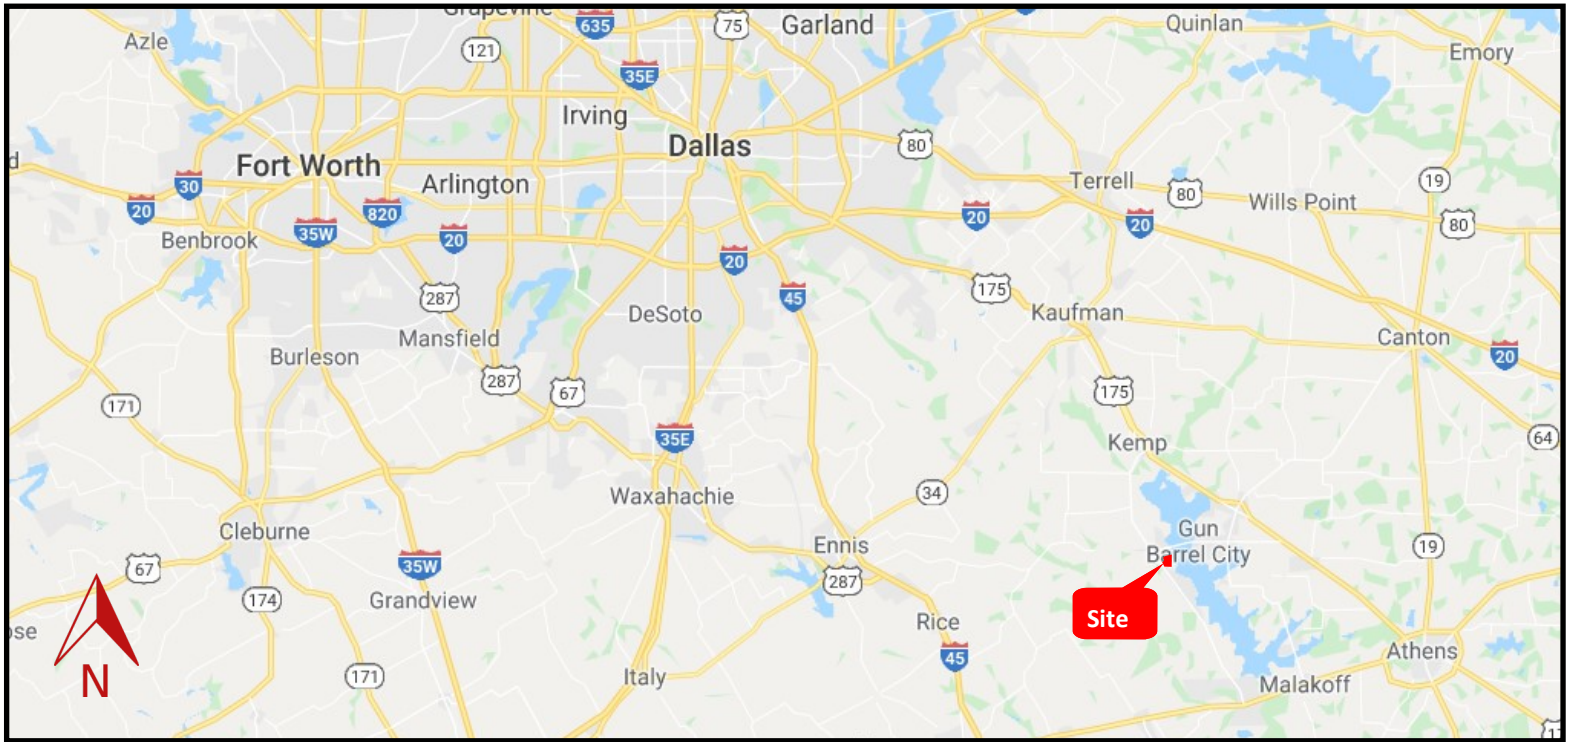 Grapevine
635
75
Garland
Quinlan
Azle
121
35E
Emory
Irving
Dallas
80
Fort Worth
Arlington
Terrell
30
20
820
35W
Benbrook
20
80
19
Wills Point
20
20
80
20
175
287
45
DeSoto
Kaufman
Mansfield
Canton
Burleson
20
287
67
175
171
35E
Kemp
64
Waxahachie
34
Cleburne
Ennis
Gun
Barrel City
19
67
35W
287
174
Grandview
Site
Rice
Athens
45
171
Italy
Malakoff
N